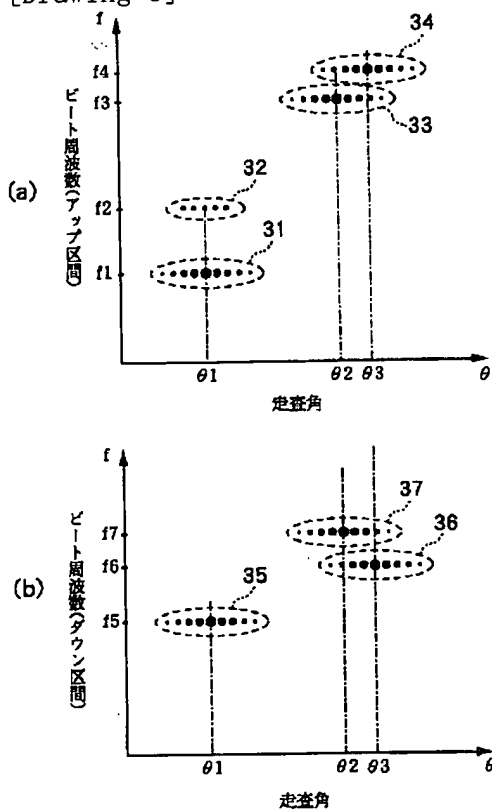 [Drawing
(a)
f
ビート周波数(アップ区間)
f4
f3
f2
f1
34
33
32
31
θ1
θ2
θ3
θ
走査角
(b)
f
ビート周波数(ダウン区間)
f7
f6
f5
37
36
35
θ1
θ2
θ3
θ
走査角